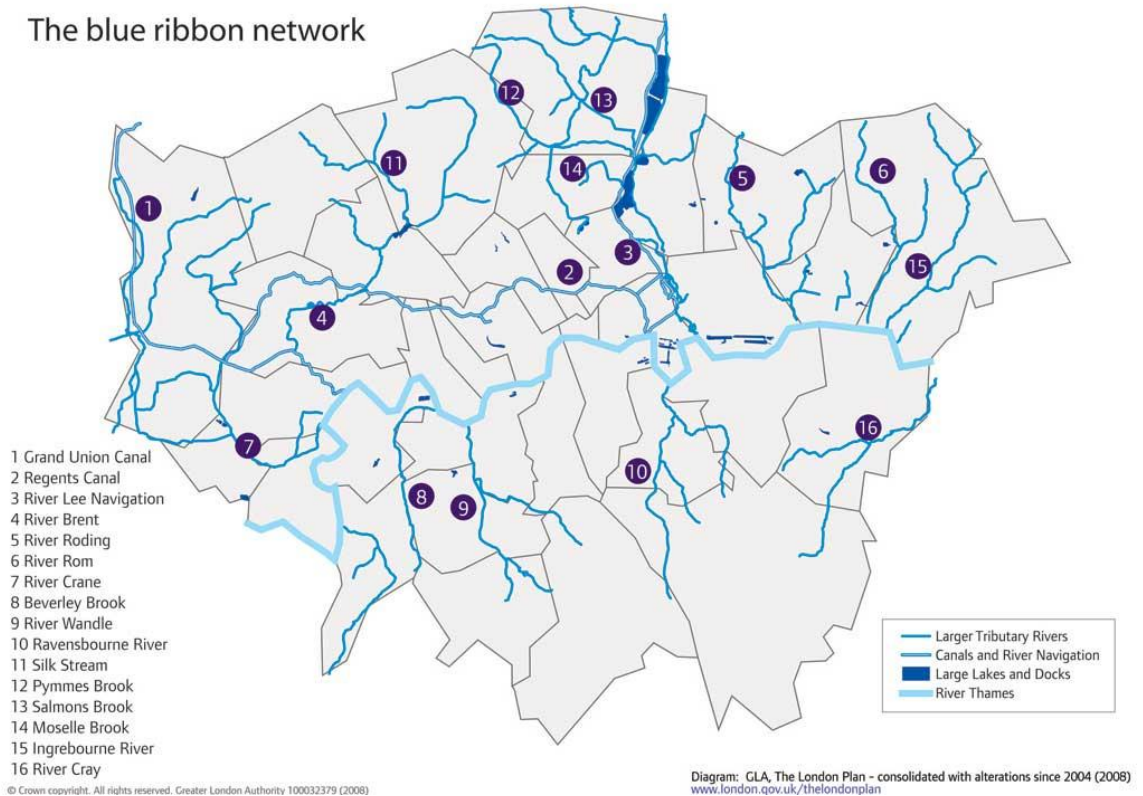 The blue ribbon network
12
13
11
14
5
6
1
3
2
15
4
7
16
10
8
9
1 Grand Union Canal
2 Regents Canal
3 River Lee Navigation
4 River Brent
5 River Roding
6 River Rom
7 River Crane
8 Beverley Brook
9 River Wandle
10 Ravensbourne River
11 Silk Stream
12 Pymmes Brook
13 Salmons Brook
14 Moselle Brook
15 Ingrebourne River
16 River Cray
Larger Tributary Rivers
Canals and River Navigation
Large Lakes and Docks
River Thames
© Crown copyright. All rights reserved. Greater London Authority 100032379 (2008)
Diagram: GLA, The London Plan - consolidated with alterations since 2004 (2008)
www.london.gov.uk/thelondonplan